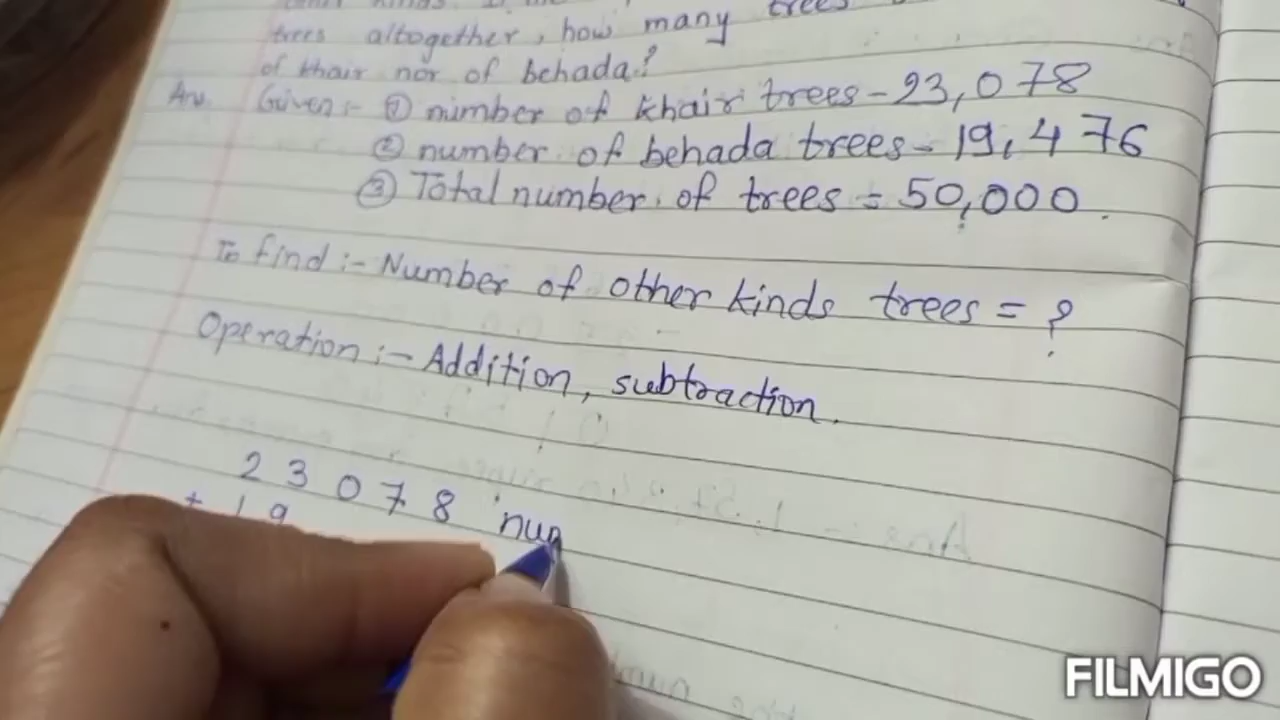 trees altogether, how many trees
of khair nor of behada?
Ans. Given :- ① number of khair trees - 23,078
② number of behada trees - 19,476
③ Total number of trees = 50,000.
To find :- Number of other kinds trees = ?
Operation :- Addition, subtraction.
2 3 0 7 8 num
+ 1 9
FILMIGO